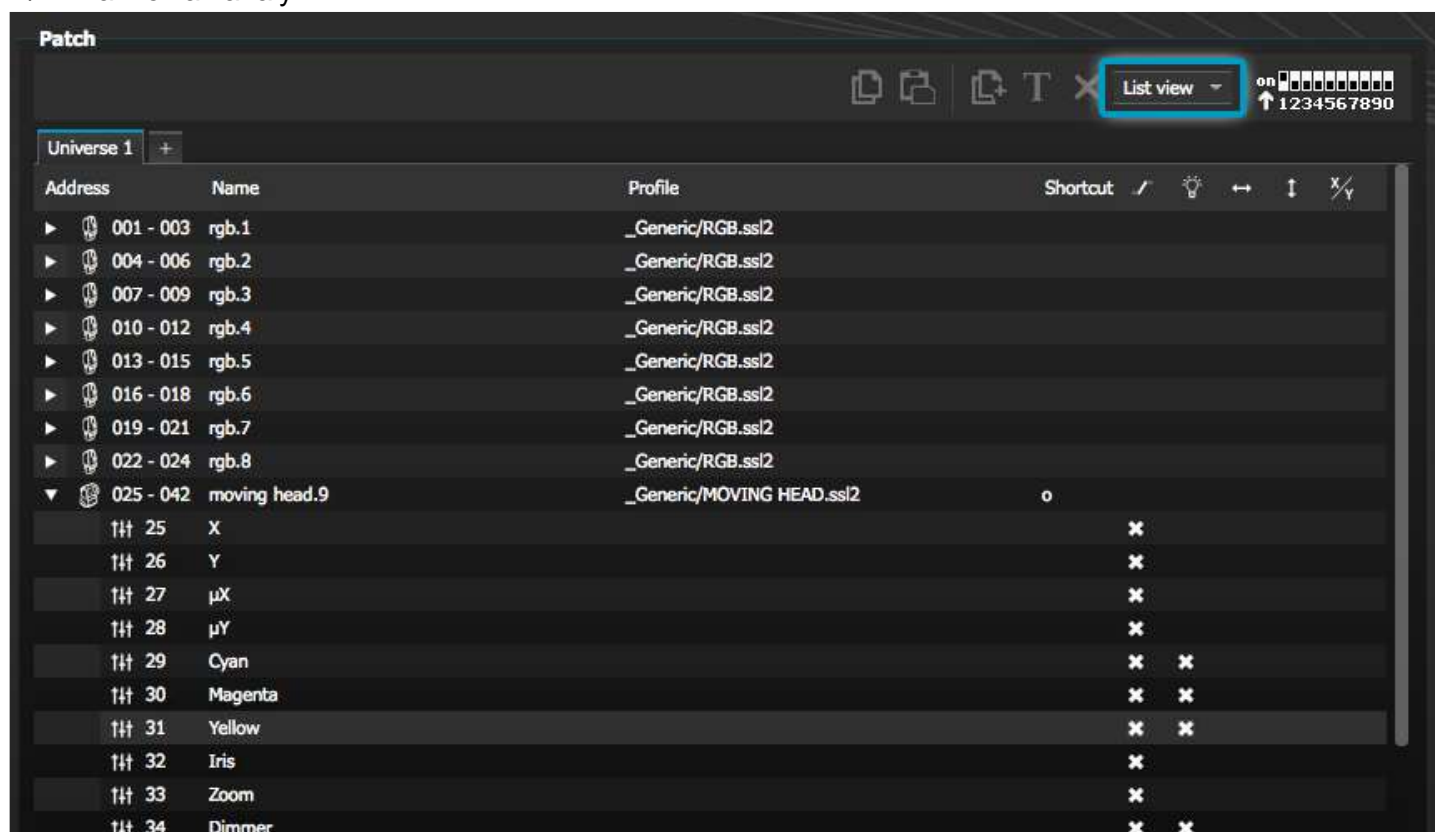 Patch
T List view on
1234567890
Universe 1 +
Address Name Profile Shortcut X/Y
001 - 003 rgb.1 _Generic/RGB.ssl2
004 - 006 rgb.2 _Generic/RGB.ssl2
007 - 009 rgb.3 _Generic/RGB.ssl2
010 - 012 rgb.4 _Generic/RGB.ssl2
013 - 015 rgb.5 _Generic/RGB.ssl2
016 - 018 rgb.6 _Generic/RGB.ssl2
019 - 021 rgb.7 _Generic/RGB.ssl2
022 - 024 rgb.8 _Generic/RGB.ssl2
025 - 042 moving head.9 _Generic/MOVING HEAD.ssl2 o
25 X
26 Y
27 µX
28 µY
29 Cyan
30 Magenta
31 Yellow
32 Iris
33 Zoom
34 Dimmer